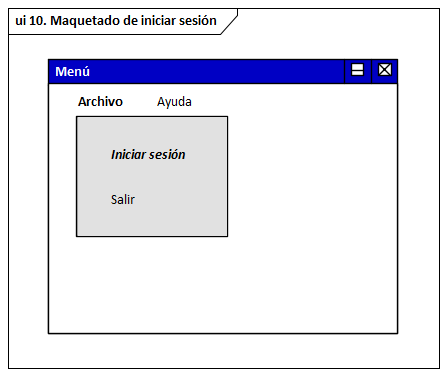 ui 10. Maquetado de iniciar sesión
Menú
Archivo Ayuda
Iniciar sesión
Salir